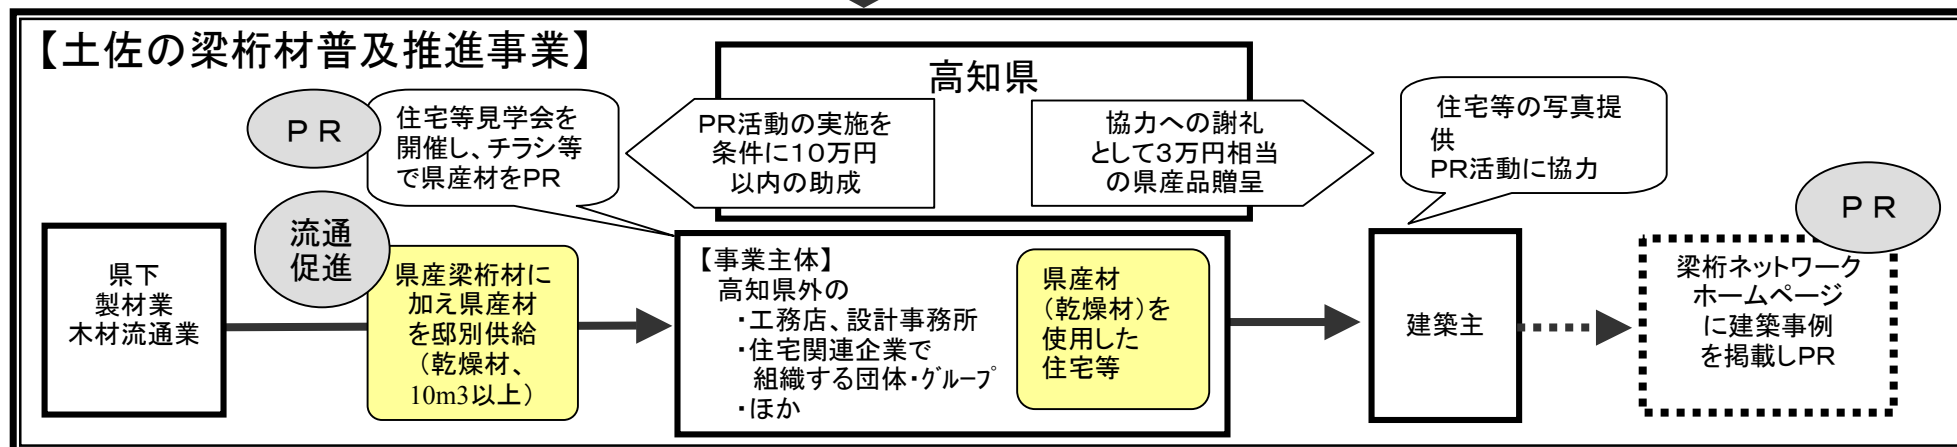 【土佐の梁桁材普及推進事業】
高知県
ＰＲ
住宅等見学会を
開催し、チラシ等
で県産材をPR
PR活動の実施を
条件に１０万円
以内の助成
協力への謝礼
として３万円相当
の県産品贈呈
住宅等の写真提
供
PR活動に協力
ＰＲ
流通
促進
県下
製材業
木材流通業
県産梁桁材に
加え県産材
を邸別供給
（乾燥材、
10m3以上）
【事業主体】
高知県外の
・工務店、設計事務所
・住宅関連企業で
組織する団体・ｸﾞﾙｰﾌﾟ
・ほか
県産材
（乾燥材）を
使用した
住宅等
建築主
梁桁ネットワーク
ホームページ
に建築事例
を掲載しPR